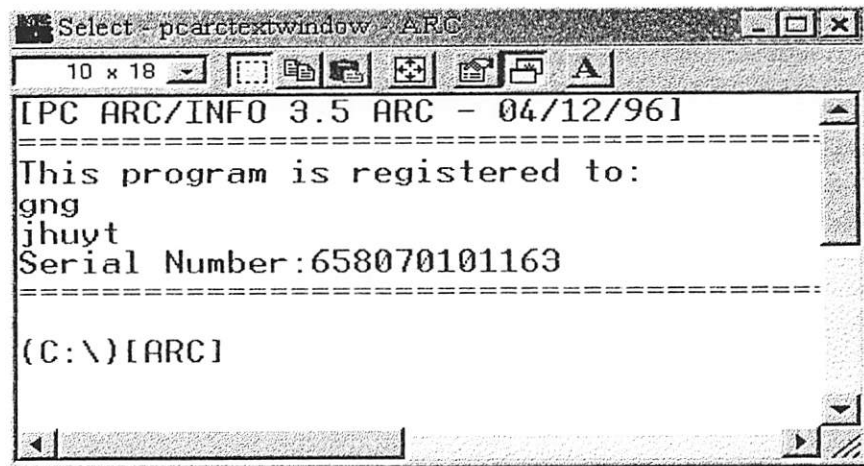 Select - pcarctextwindow - ARC
10 x 18
A
[PC ARC/INFO 3.5 ARC - 04/12/96]
========================================
This program is registered to:
gng
jhuyt
Serial Number:658070101163
========================================
(C:\)[ARC]